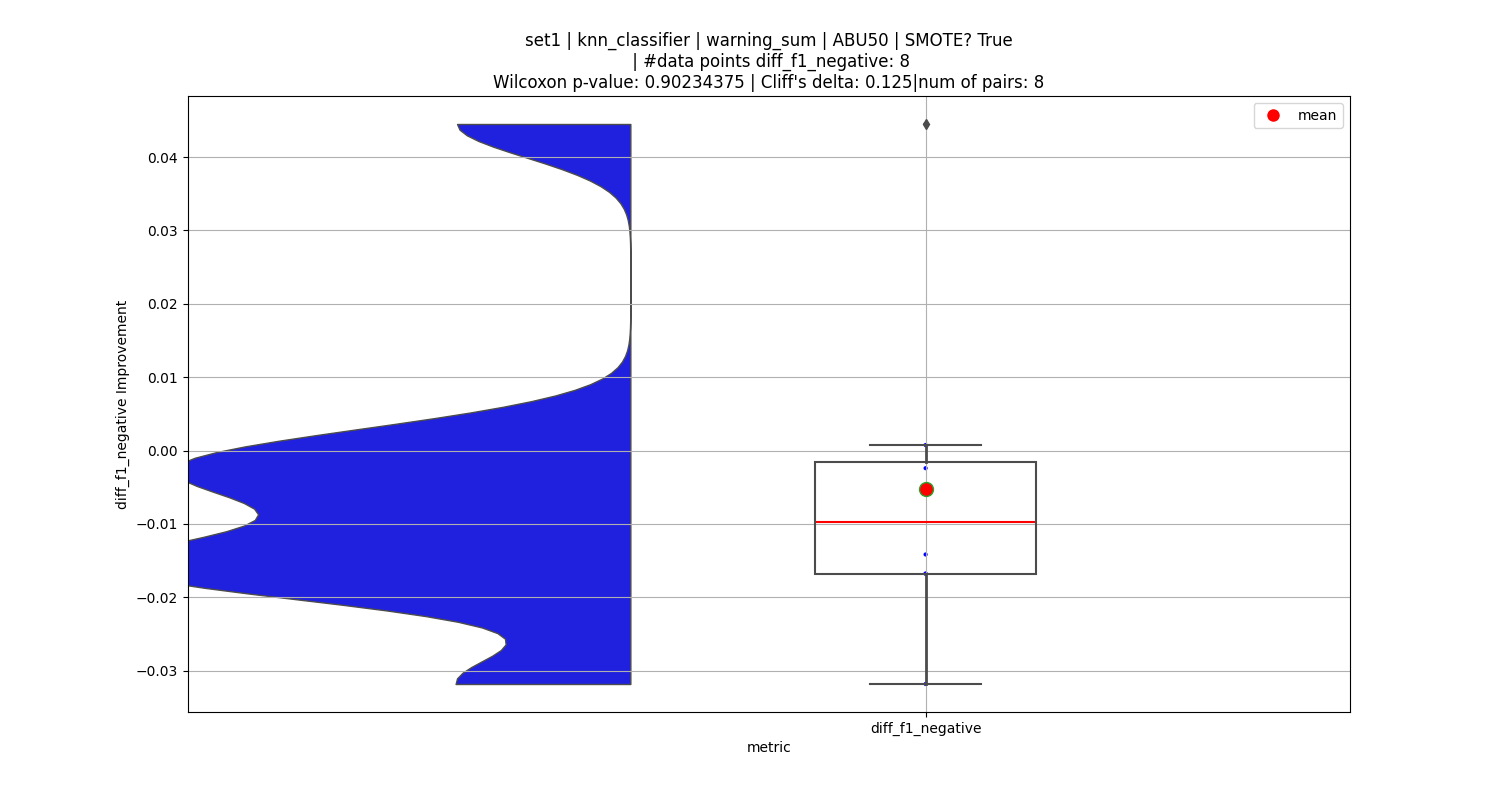 set1 | knn_classifier | warning_sum | ABU50 | SMOTE? True
| #data points diff_f1_negative: 8
Wilcoxon p-value: 0.90234375 | Cliff's delta: 0.125|num of pairs: 8
mean
0.04
0.03
0.02
0.01
0.00
−0.01
−0.02
−0.03
diff_f1_negative Improvement
diff_f1_negative
metric